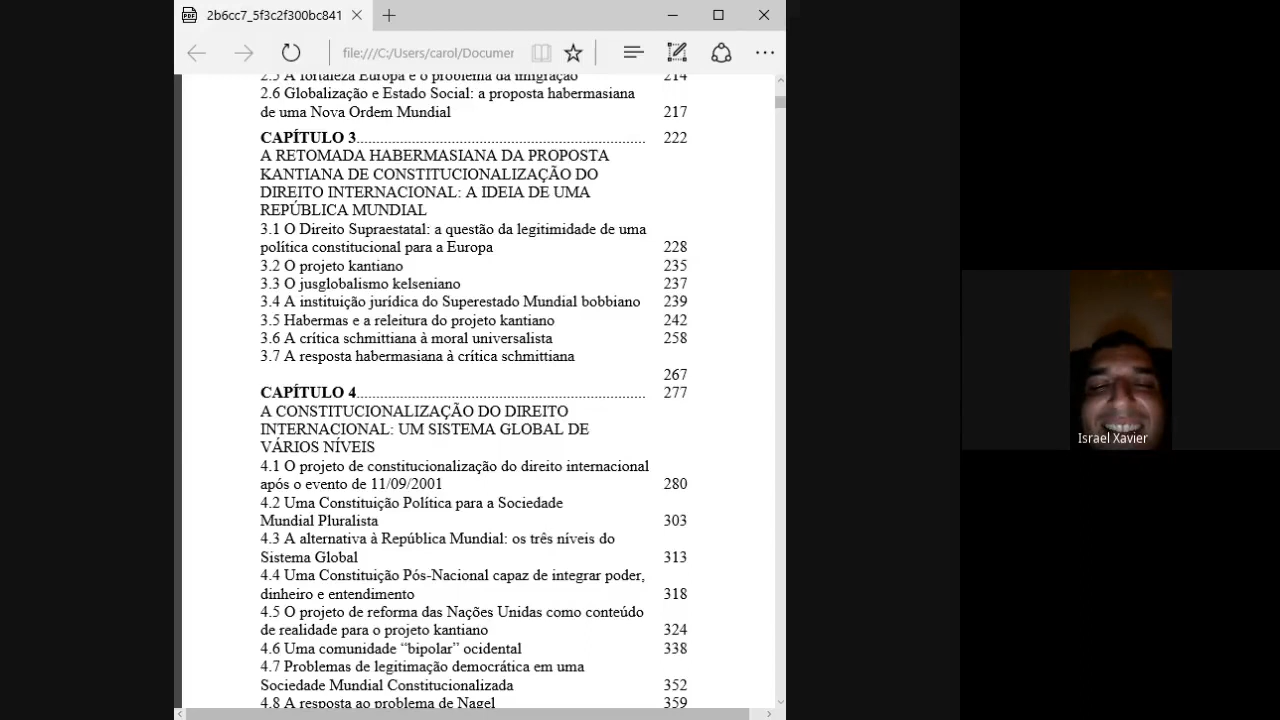 2b6cc7_5f3c2f300bc841
file:///C:/Users/carol/Documer
2.5 A fortaleza Europa e o problema da imigração 214
2.6 Globalização e Estado Social: a proposta habermasiana
de uma Nova Ordem Mundial 217
CAPÍTULO 3........................................................................ 222
A RETOMADA HABERMASIANA DA PROPOSTA
KANTIANA DE CONSTITUCIONALIZAÇÃO DO
DIREITO INTERNACIONAL: A IDEIA DE UMA
REPÚBLICA MUNDIAL
3.1 O Direito Supraestatal: a questão da legitimidade de uma
política constitucional para a Europa 228
3.2 O projeto kantiano 235
3.3 O jusglobalismo kelseniano 237
3.4 A instituição jurídica do Superestado Mundial bobbiano 239
3.5 Habermas e a releitura do projeto kantiano 242
3.6 A crítica schmittiana à moral universalista 258
3.7 A resposta habermasiana à crítica schmittiana
267
CAPÍTULO 4........................................................................ 277
A CONSTITUCIONALIZAÇÃO DO DIREITO
INTERNACIONAL: UM SISTEMA GLOBAL DE
VÁRIOS NÍVEIS
4.1 O projeto de constitucionalização do direito internacional
após o evento de 11/09/2001 280
4.2 Uma Constituição Política para a Sociedade
Mundial Pluralista 303
4.3 A alternativa à República Mundial: os três níveis do
Sistema Global 313
4.4 Uma Constituição Pós-Nacional capaz de integrar poder,
dinheiro e entendimento 318
4.5 O projeto de reforma das Nações Unidas como conteúdo
de realidade para o projeto kantiano 324
4.6 Uma comunidade “bipolar” ocidental 338
4.7 Problemas de legitimação democrática em uma
Sociedade Mundial Constitucionalizada 352
4.8 A resposta ao problema de Nagel 359
Israel Xavier